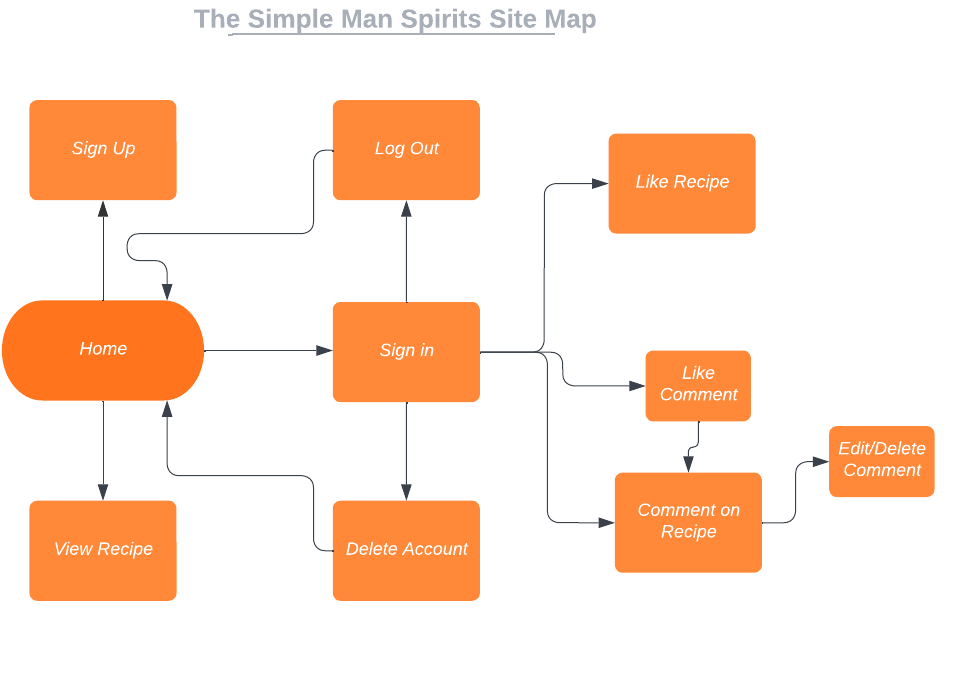 The Simple Man Spirits Site Map
Sign Up
Log Out
Like Recipe
Home
Sign in
Like
Comment
Edit/Delete
Comment
Comment on
Recipe
View Recipe
Delete Account